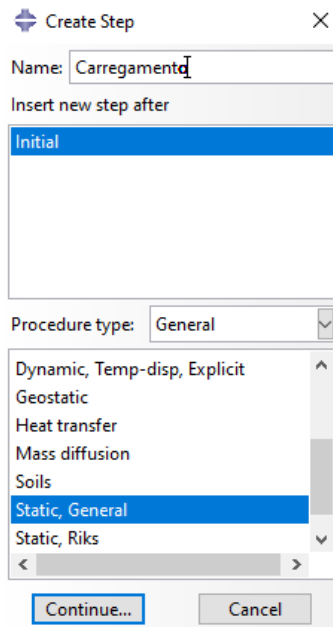 Create Step
Name: Carregamento
Insert new step after
Initial
Procedure type: General
Dynamic, Temp-disp, Explicit
Geostatic
Heat transfer
Mass diffusion
Soils
Static, General
Static, Riks
Continue... Cancel